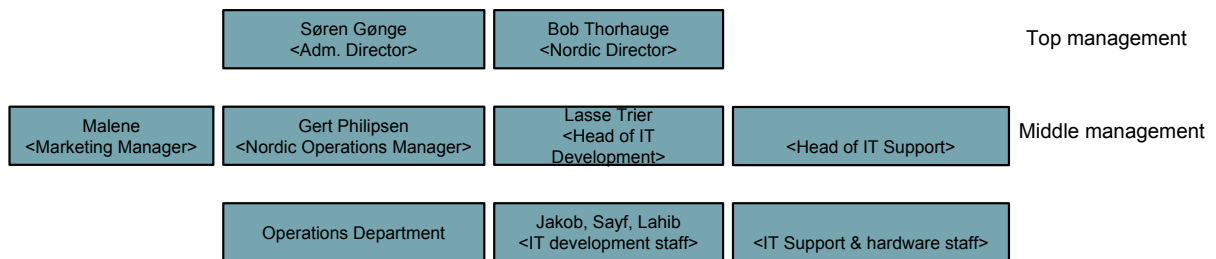 Søren Gønge
<Adm. Director>
Bob Thorhauge
<Nordic Director>
Top management
Malene
<Marketing Manager>
Gert Philipsen
<Nordic Operations Manager>
Lasse Trier
<Head of IT
Development>
<Head of IT Support>
Middle management
Operations Department
Jakob, Sayf, Lahib
<IT development staff>
<IT Support & hardware staff>